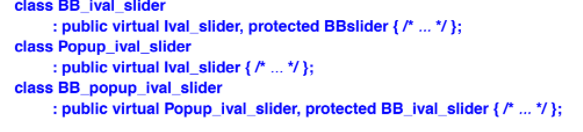 class BB_ival_slider
: public virtual Ival_slider, protected BBslider { /* ... */ };
class Popup_ival_slider
: public virtual Ival_slider { /* ... */ };
class BB_popup_ival_slider
: public virtual Popup_ival_slider, protected BB_ival_slider { /* ... */ };